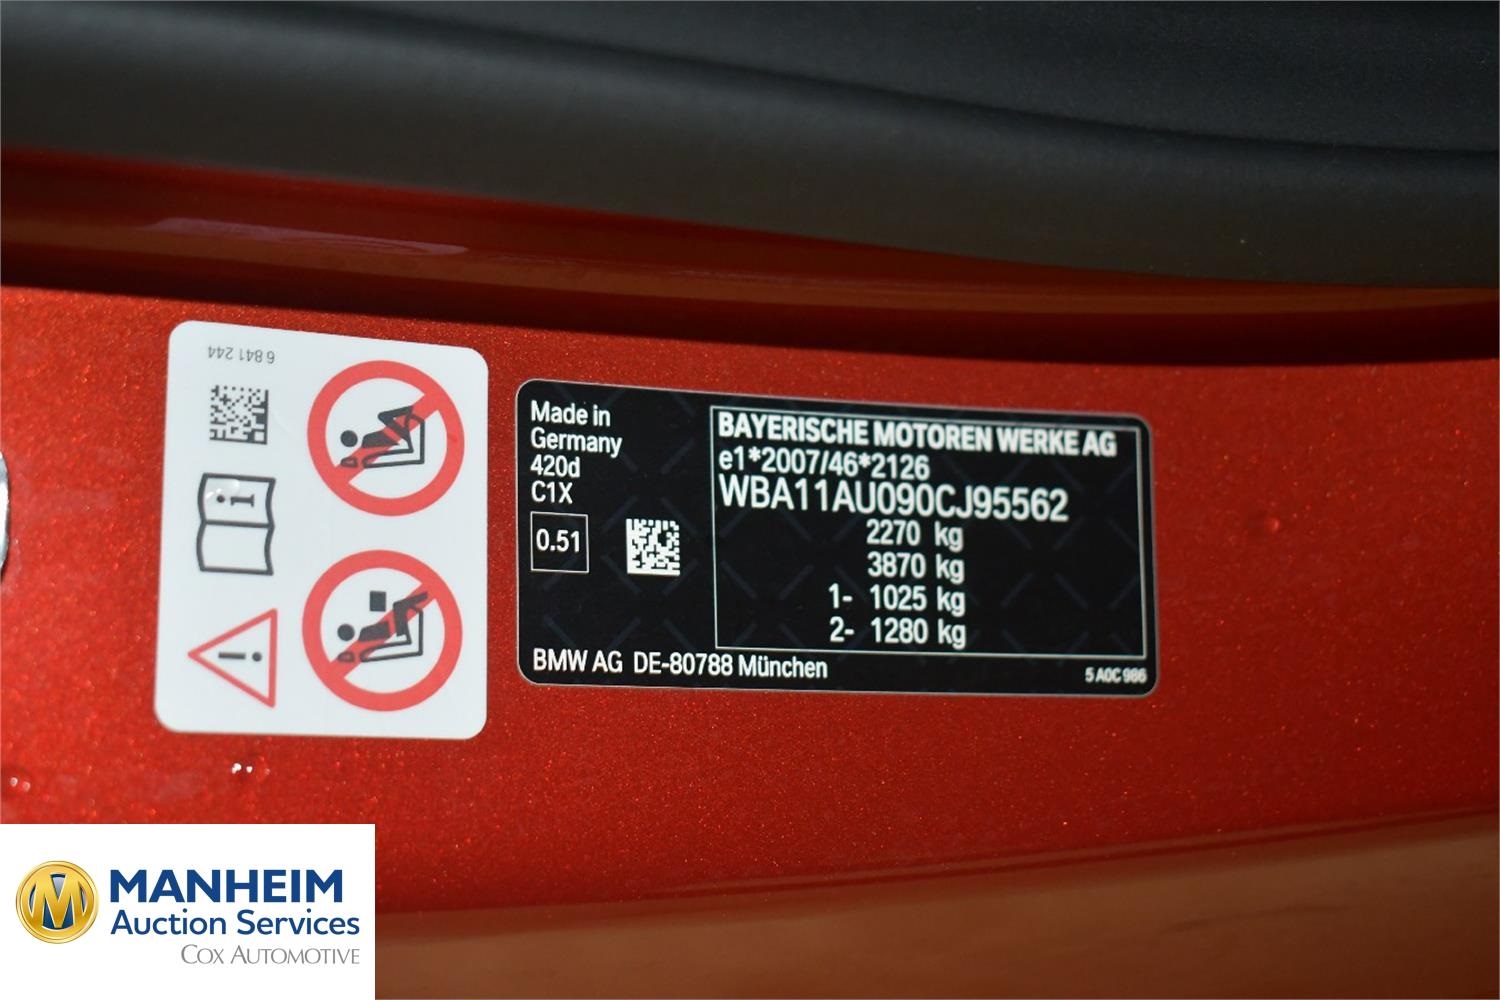 6 841 244
i
!
Made in
Germany
420d
C1X
0.51
BMW AG DE-80788 München
BAYERISCHE MOTOREN WERKE AG
e1*2007/46*2126
WBA11AU090CJ95562
2270 kg
3870 kg
1- 1025 kg
2- 1280 kg
5 A0C 986
M
MANHEIM
Auction Services
COX AUTOMOTIVE